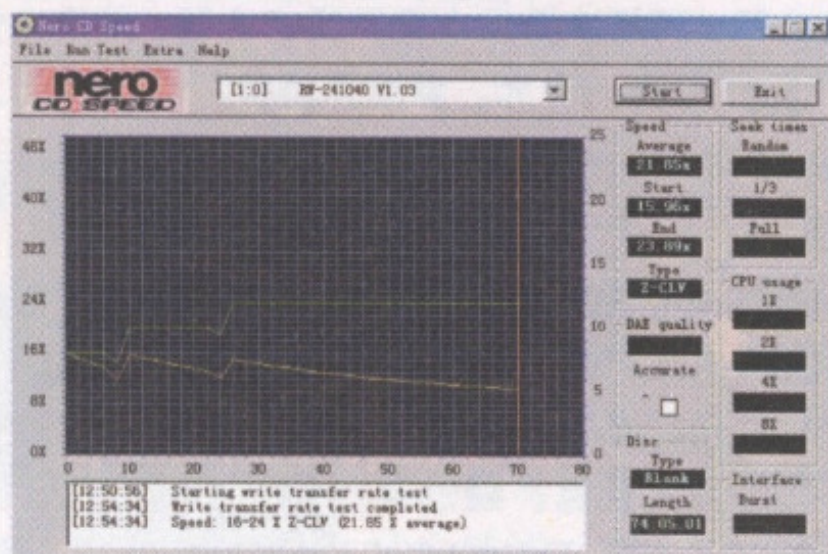 Nero CD Speed
File Run Test Extra Help
nero
CD SPEED
[1:0] RW-241040 V1.03
Start
Exit
48X
40X
32X
24X
16X
8X
0X
25
20
15
10
5
0
0 10 20 30 40 50 60 70 80
Speed
Average
21.85x
Start
15.96x
End
23.89x
Type
Z-CLV
DAE quality
Accurate
Disc
Type
Blank
Length
74:05.01
Seek times
Random
1/3
Full
CPU usage
1X
2X
4X
8X
Interface
Burst
[12:50:56] Starting write transfer rate test
[12:54:34] Write transfer rate test completed
[12:54:34] Speed: 16-24 X Z-CLV (21.85 X average)